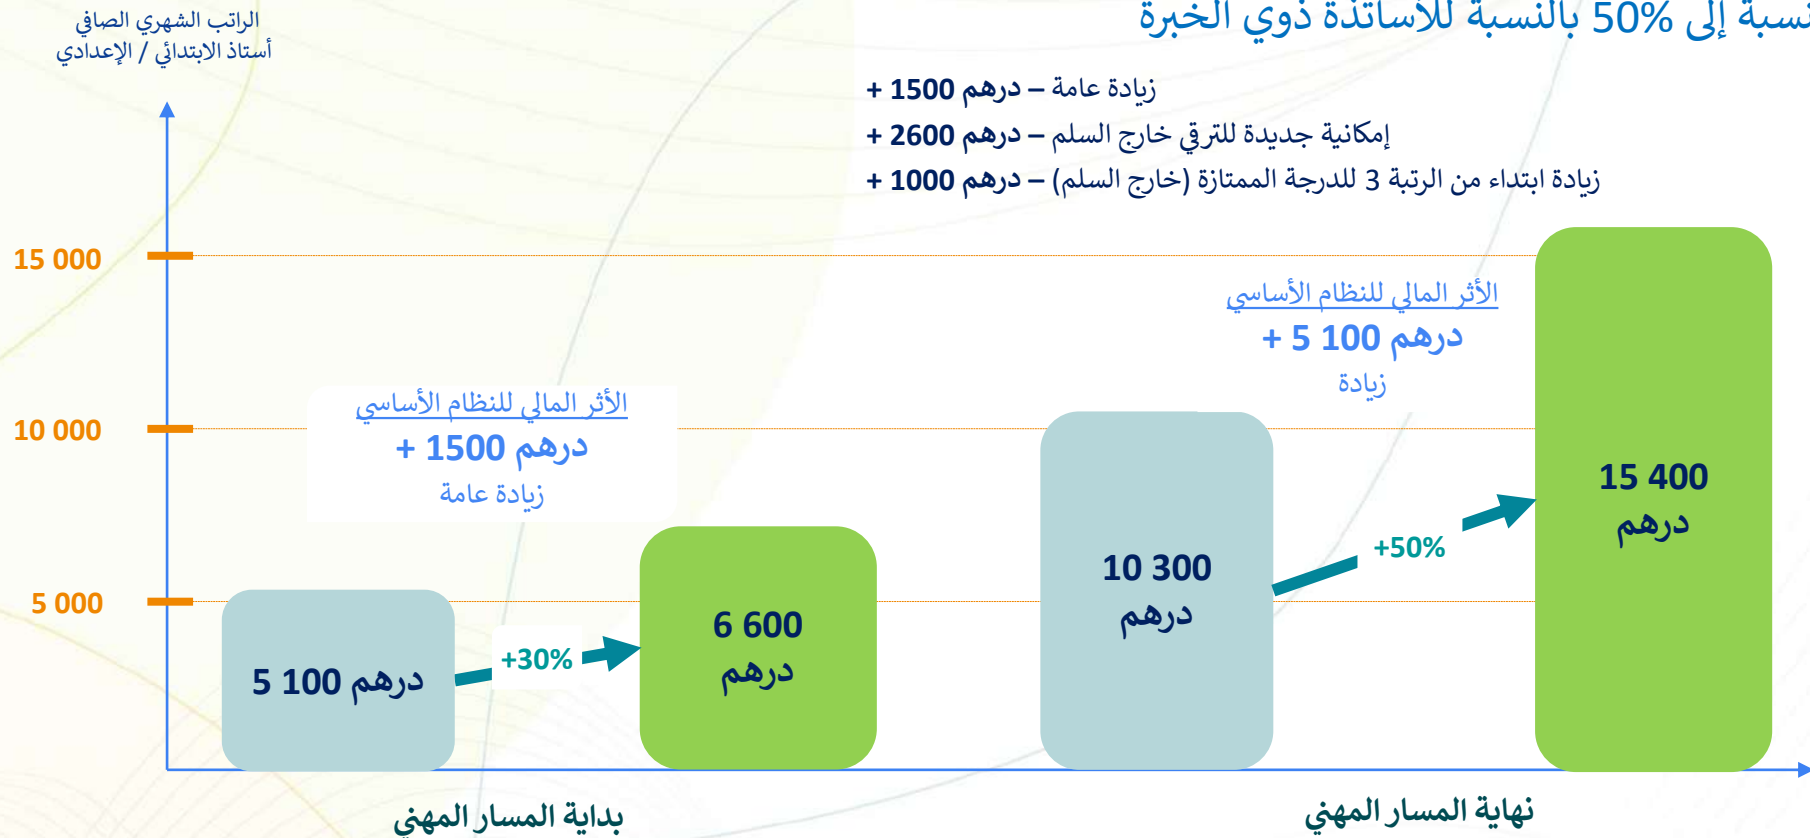 نسبة إلى 50% بالنسبة للأساتذة ذوي الخبرة
الراتب الشهري الصافي
أستاذ الابتدائي / الإعدادي
زيادة عامة – درهم 1500 +
إمكانية جديدة للترقي خارج السلم – درهم 2600 +
زيادة ابتداء من الرتبة 3 للدرجة الممتازة (خارج السلم) – درهم 1000 +
15 000
10 000
5 000
الأثر المالي للنظام الأساسي
درهم 5 100 +
زيادة
الأثر المالي للنظام الأساسي
درهم 1500 +
زيادة عامة
درهم 5 100
+30%
6 600
درهم
10 300
درهم
+50%
15 400
درهم
بداية المسار المهني
نهاية المسار المهني